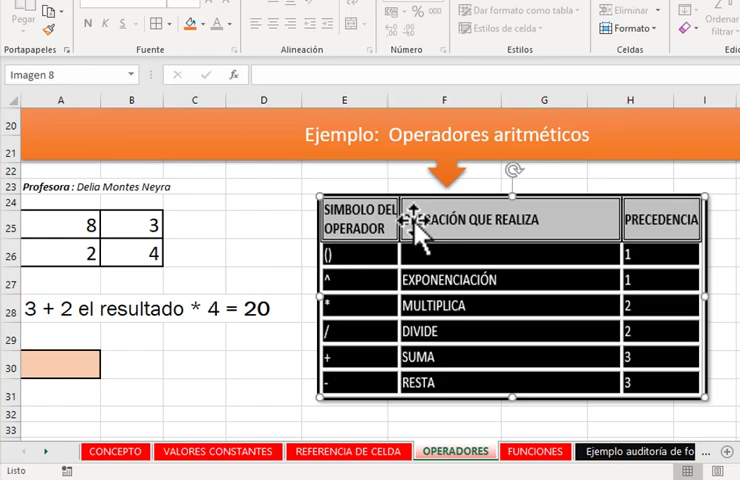 Pegar
N
K
S
A
Dar formato como tabla
Estilos de celda
Eliminar
Formato
Ordenar
filtrar
%
000
Portapapeles
Fuente
Alineación
Número
Estilos
Celdas
Imagen 8
fx
A B C D E F G H I
20
Ejemplo: Operadores aritméticos
21
22
23 Profesora : Delia Montes Neyra
24
25 8 3
26 2 4
27
28 3 + 2 el resultado * 4 = 20
29
30
31
32
33
SIMBOLO DEL OPERADOR
RACIÓN QUE REALIZA
PRECEDENCIA
() 1
^ EXPONENCIACIÓN 1
* MULTIPLICA 2
/ DIVIDE 2
+ SUMA 3
- RESTA 3
CONCEPTO VALORES CONSTANTES REFERENCIA DE CELDA OPERADORES FUNCIONES Ejemplo auditoría de fo ...
Listo